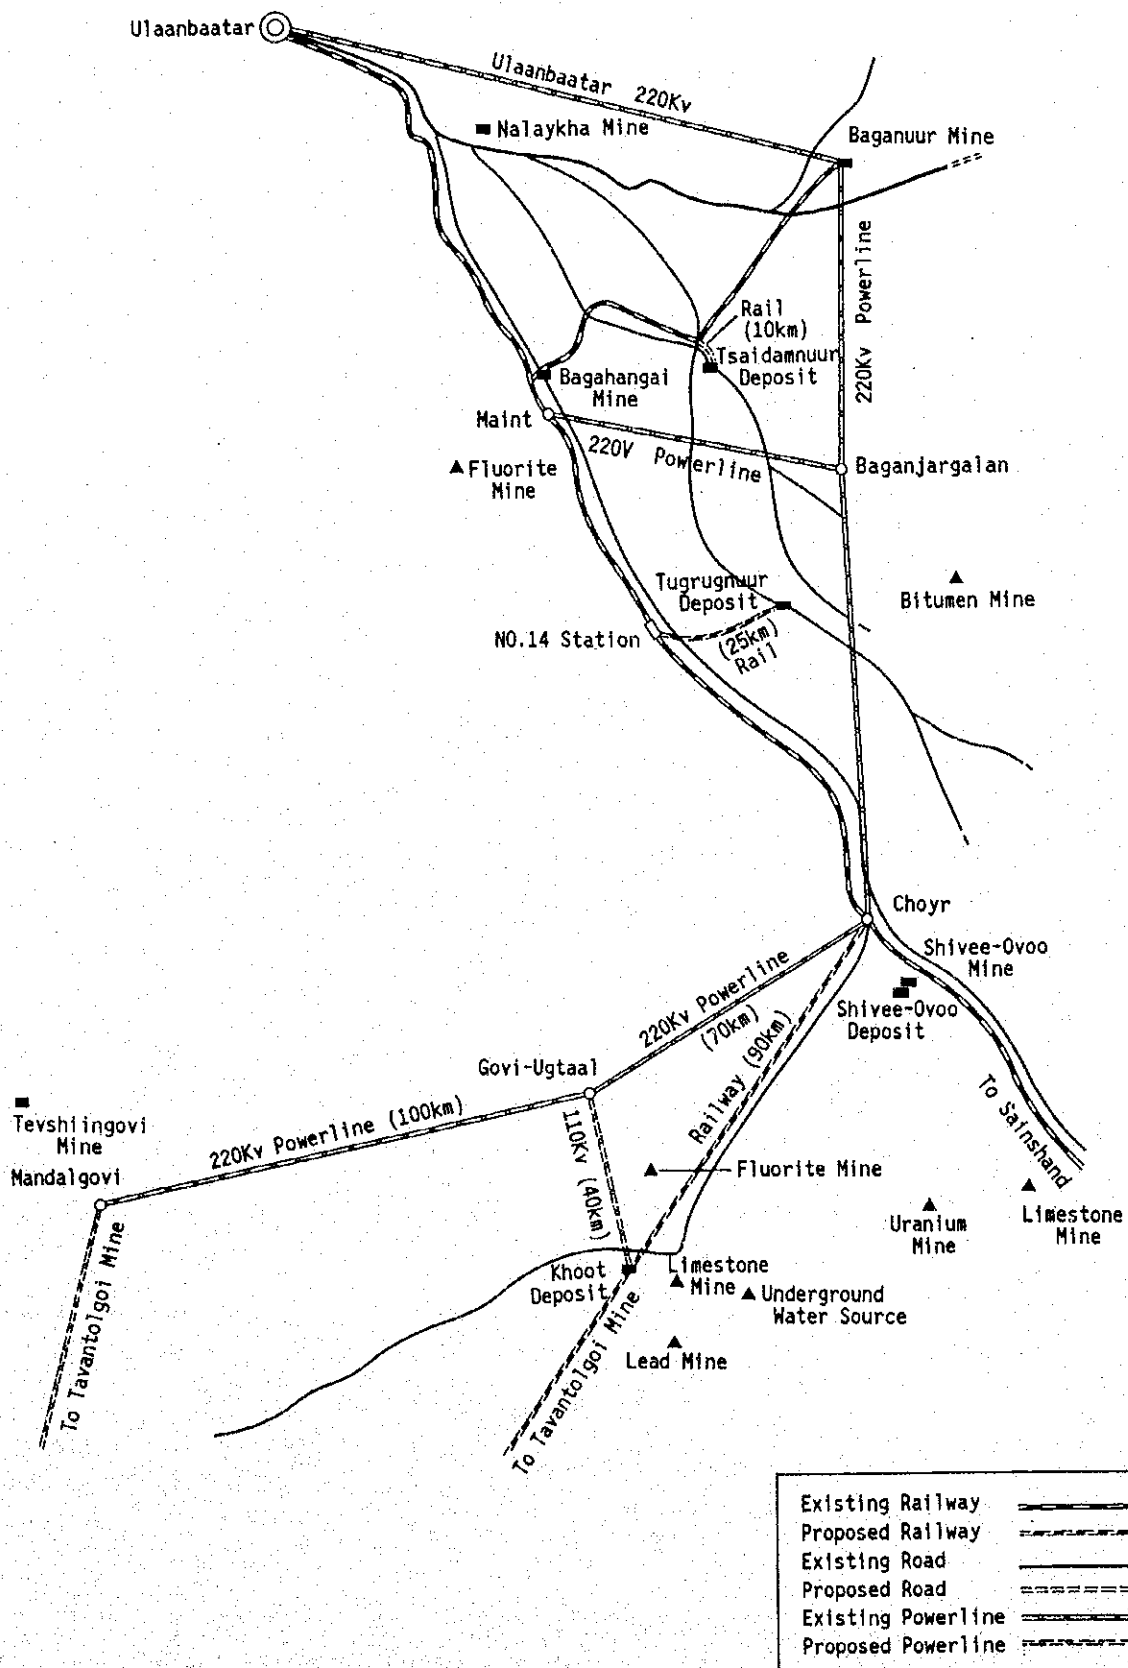 Ulaanbaatar
Ulaanbaatar 220Kv
Nalaykha Mine
Baganuur Mine
220Kv Powerline
Rail
(10km)
Tsaidamnuur
Deposit
Bagahangai
Mine
Maint
220V Powerline
Baganjargalan
Fluorite
Mine
Tugrugnuur
Deposit
Bitumen Mine
NO.14 Station
(25km)
Rail
Choyr
Shivee-Ovoo
Mine
Shivee-Ovoo
Deposit
220Kv Powerline
(70km)
Railway (90km)
Govi-Ugtaal
To Sainshand
Tevshiingovi
Mine
220Kv Powerline (100km)
110Kv (40km)
Mandalgovi
Fluorite Mine
Uranium
Mine
Limestone
Mine
To Tavantolgoi Mine
Khoot
Deposit
Limestone
Mine
Underground
Water Source
Lead Mine
To Tavantolgoi Mine
Existing Railway
Proposed Railway
Existing Road
Proposed Road
Existing Powerline
Proposed Powerline